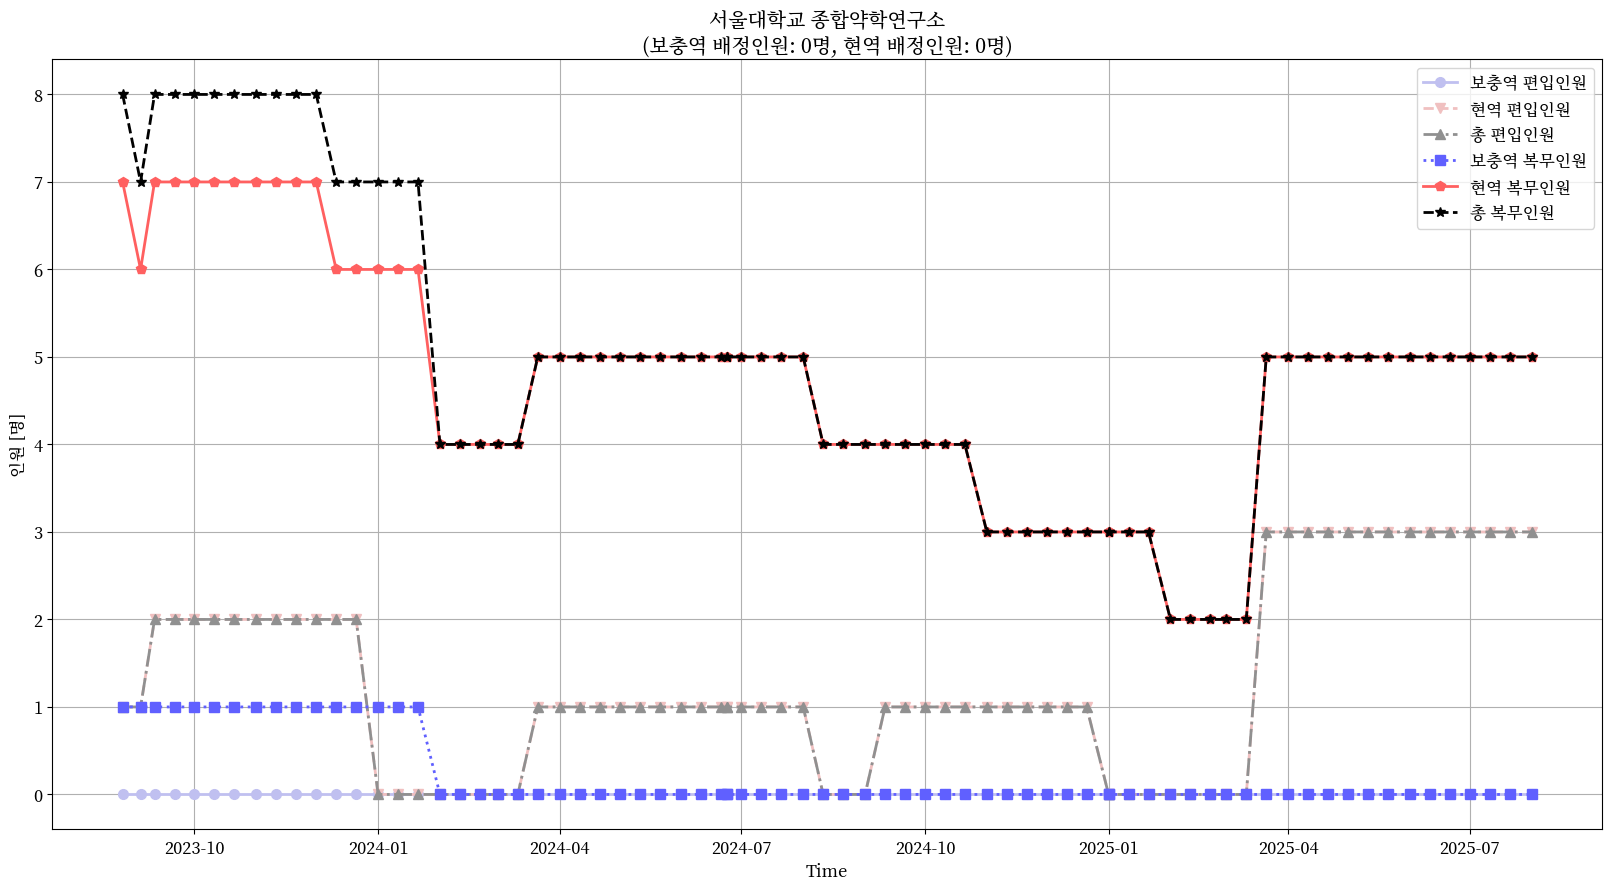 서울대학교 종합약학연구소
(보충역 배정인원: 0명, 현역 배정인원: 0명)
보충역 편입인원
현역 편입인원
총 편입인원
보충역 복무인원
현역 복무인원
총 복무인원
인원 [명]
8
7
6
5
4
3
2
1
0
2023-10
2024-01
2024-04
2024-07
2024-10
2025-01
2025-04
2025-07
Time